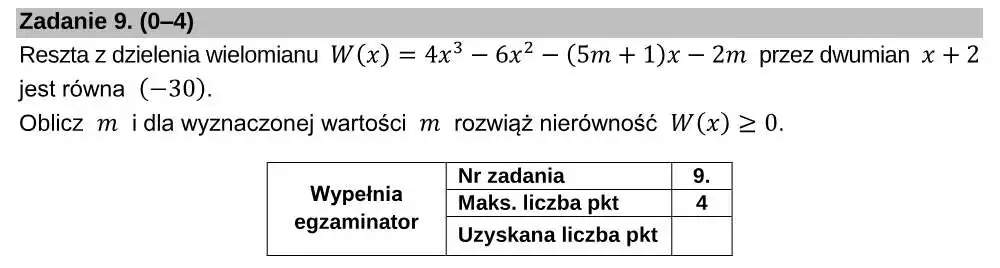 Zadanie 9. (0–4)
Reszta z dzielenia wielomianu W(x) = 4x³ − 6x² − (5m + 1)x − 2m przez dwumian x + 2
jest równa (−30).
Oblicz m i dla wyznaczonej wartości m rozwiąż nierówność W(x) ≥ 0.
Wypełnia
egzaminator
Nr zadania 9.
Maks. liczba pkt 4
Uzyskana liczba pkt